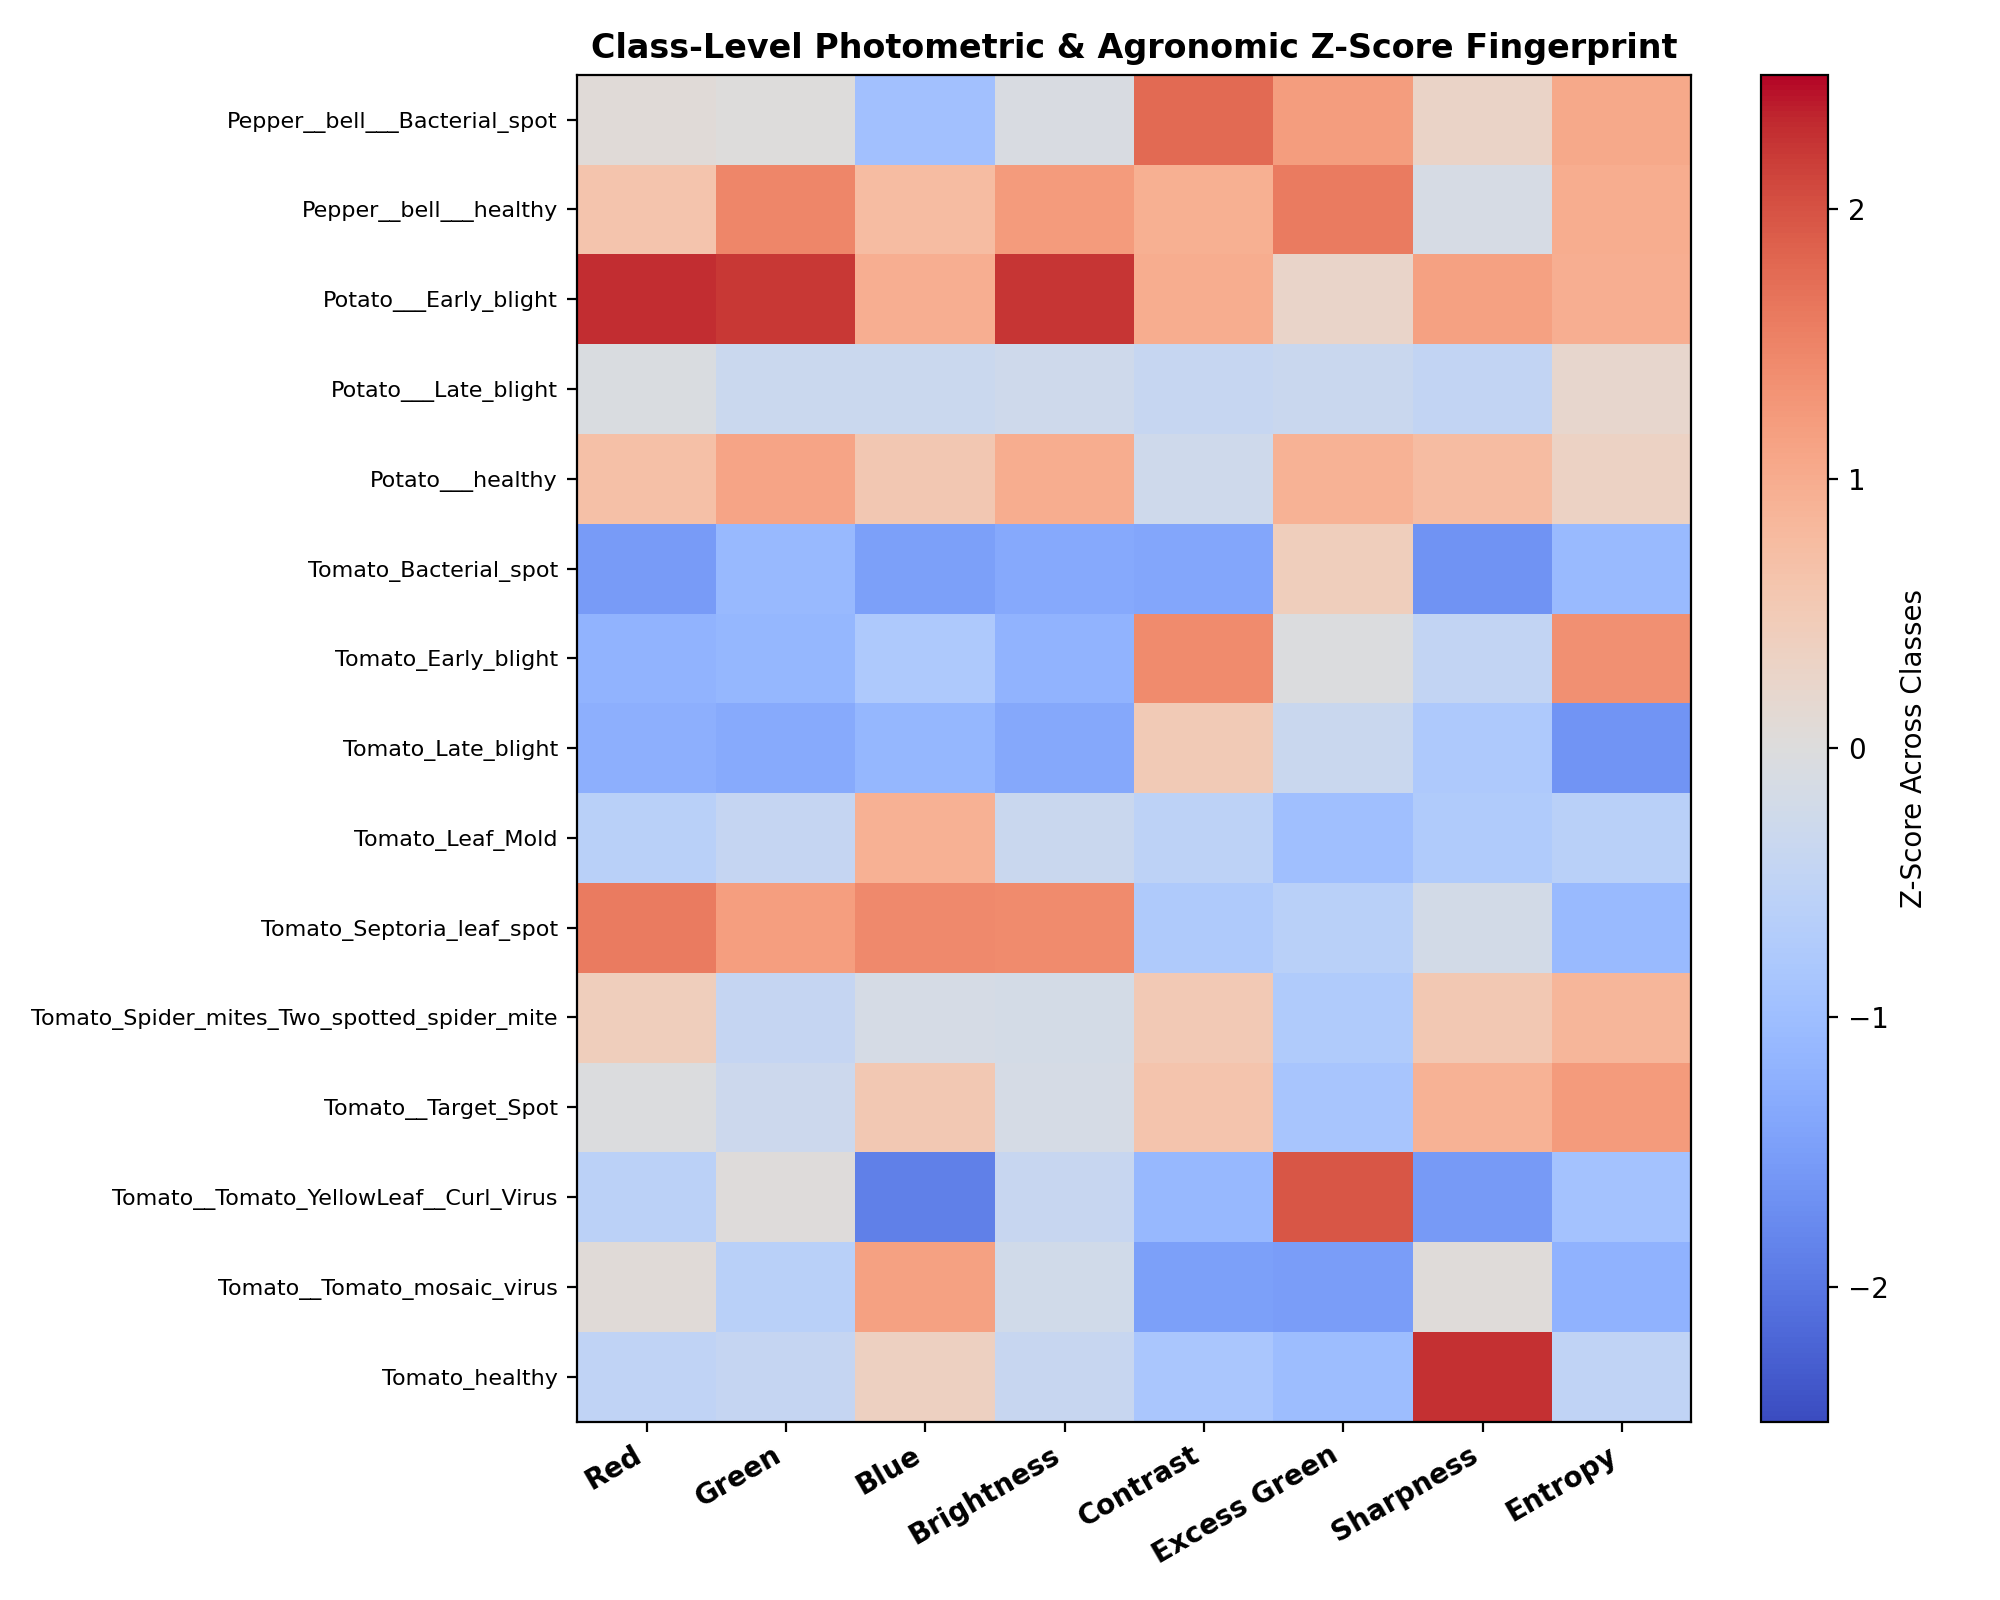 Class-Level Photometric & Agronomic Z-Score Fingerprint
Pepper__bell___Bacterial_spot
Pepper__bell___healthy
Potato___Early_blight
Potato___Late_blight
Potato___healthy
Tomato_Bacterial_spot
Tomato_Early_blight
Tomato_Late_blight
Tomato_Leaf_Mold
Tomato_Septoria_leaf_spot
Tomato_Spider_mites_Two_spotted_spider_mite
Tomato__Target_Spot
Tomato__Tomato_YellowLeaf__Curl_Virus
Tomato__Tomato_mosaic_virus
Tomato_healthy
Red
Green
Blue
Brightness
Contrast
Excess Green
Sharpness
Entropy
2
1
0
−1
−2
Z-Score Across Classes